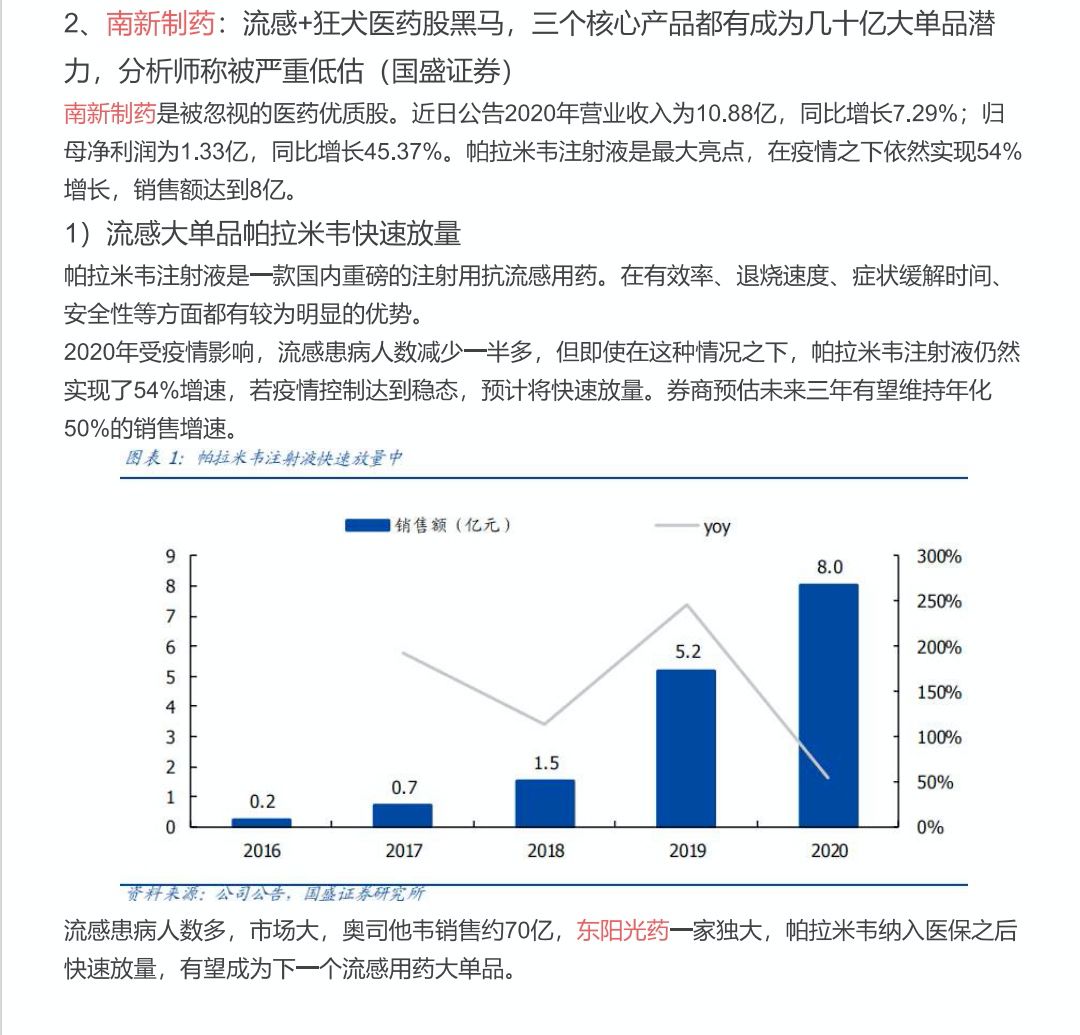 2、南新制药：流感+狂犬医药股黑马，三个核心产品都有成为几十亿大单品潜
力，分析师称被严重低估（国盛证券）
南新制药是被忽视的医药优质股。近日公告2020年营业收入为10.88亿，同比增长7.29%；归
母净利润为1.33亿，同比增长45.37%。帕拉米韦注射液是最大亮点，在疫情之下依然实现54%
增长，销售额达到8亿。
1）流感大单品帕拉米韦快速放量
帕拉米韦注射液是一款国内重磅的注射用抗流感用药。在有效率、退烧速度、症状缓解时间、
安全性等方面都有较为明显的优势。
2020年受疫情影响，流感患病人数减少一半多，但即使在这种情况之下，帕拉米韦注射液仍然
实现了54%增速，若疫情控制达到稳态，预计将快速放量。券商预估未来三年有望维持年化
50%的销售增速。
图表 1：帕拉米韦注射液快速放量中
销售额（亿元） yoy
9 300%
8 250%
7 200%
6 150%
5 100%
4 50%
3 0%
2
1
0
0.2 0.7 1.5 5.2 8.0
2016 2017 2018 2019 2020
资料来源：公司公告，国盛证券研究所
流感患病人数多，市场大，奥司他韦销售约70亿，东阳光药一家独大，帕拉米韦纳入医保之后
快速放量，有望成为下一个流感用药大单品。